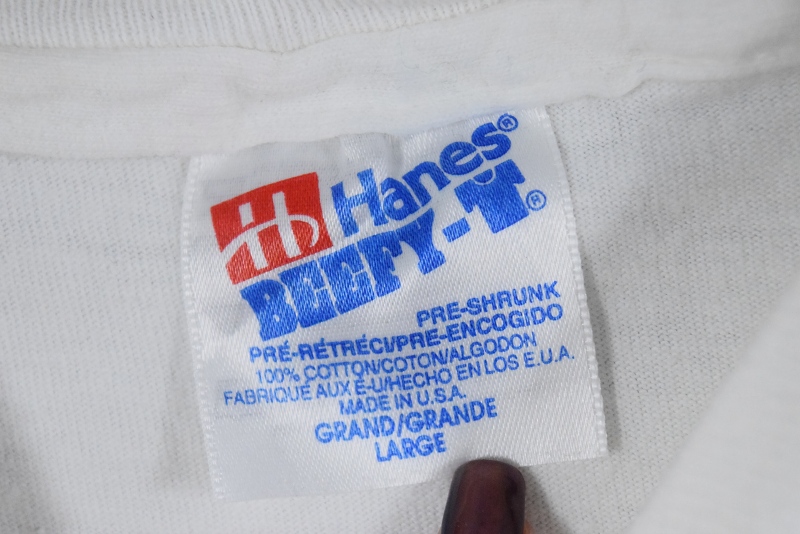 H Hanes®
BEEFY-T®
PRE-SHRUNK
PRÉ-RÉTRÉCI/PRE-ENCOGIDO
100% COTTON/COTON/ALGODON
FABRIQUÉ AUX É-U/HECHO EN LOS E.U.A.
MADE IN U.S.A.
GRAND/GRANDE
LARGE